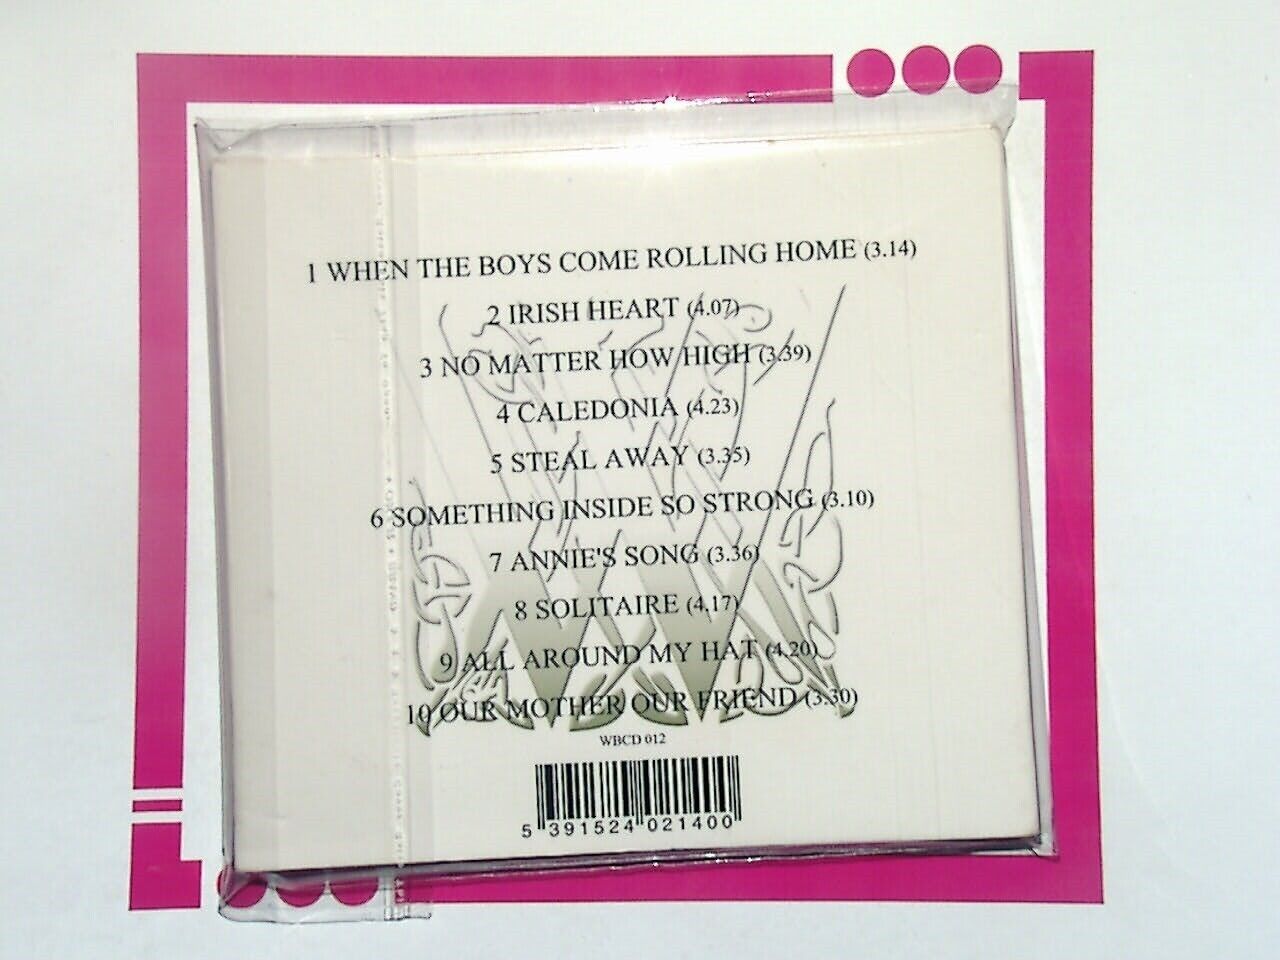 1 WHEN THE BOYS COME ROLLING HOME (3.14)
2 IRISH HEART (4.07)
3 NO MATTER HOW HIGH (3.39)
4 CALEDONIA (4.23)
5 STEAL AWAY (3.35)
6 SOMETHING INSIDE SO STRONG (3.10)
7 ANNIE'S SONG (3.36)
8 SOLITAIRE (4.17)
9 ALL AROUND MY HAT (4.20)
10 OUR MOTHER OUR FRIEND (3.30)
WBCD 012
5 391524 021400